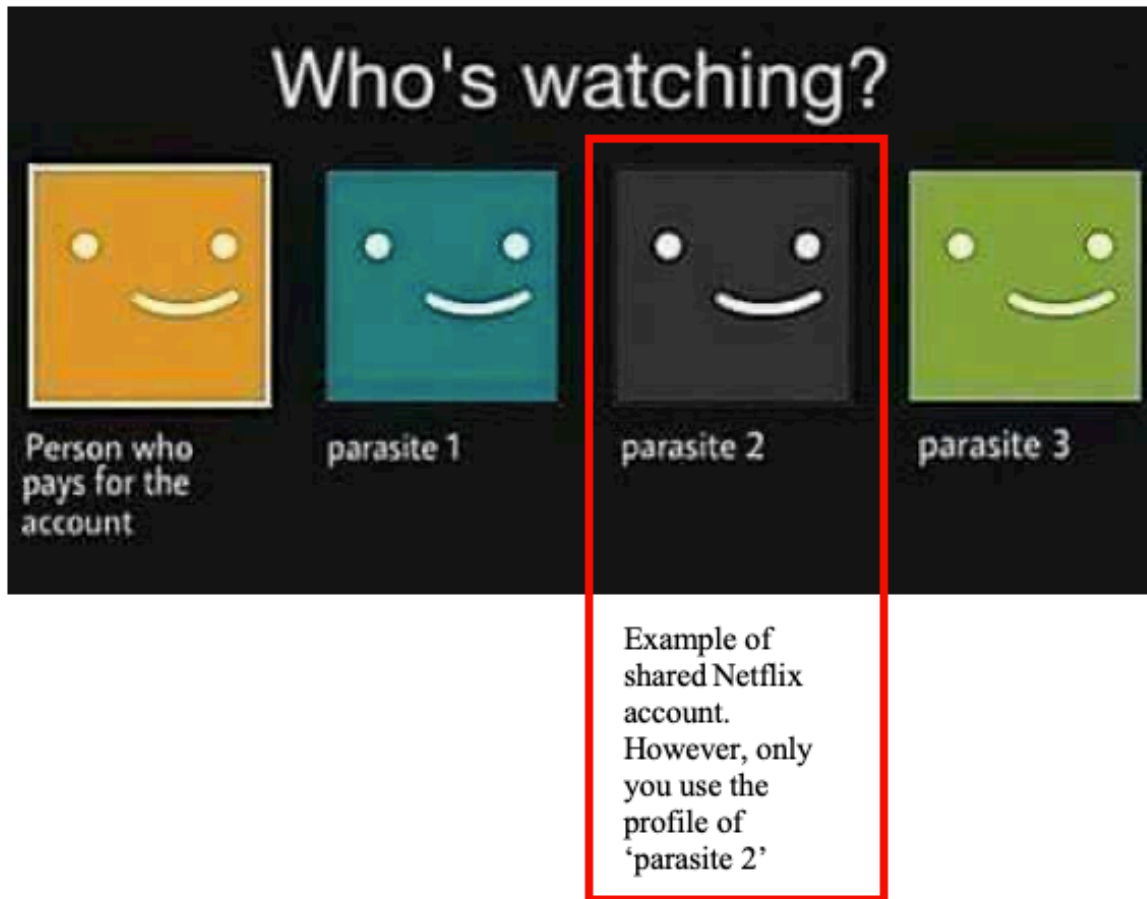 Who's watching?
Person who
pays for the
account
parasite 1
parasite 2
parasite 3
Example of
shared Netflix
account.
However, only
you use the
profile of
‘parasite 2’